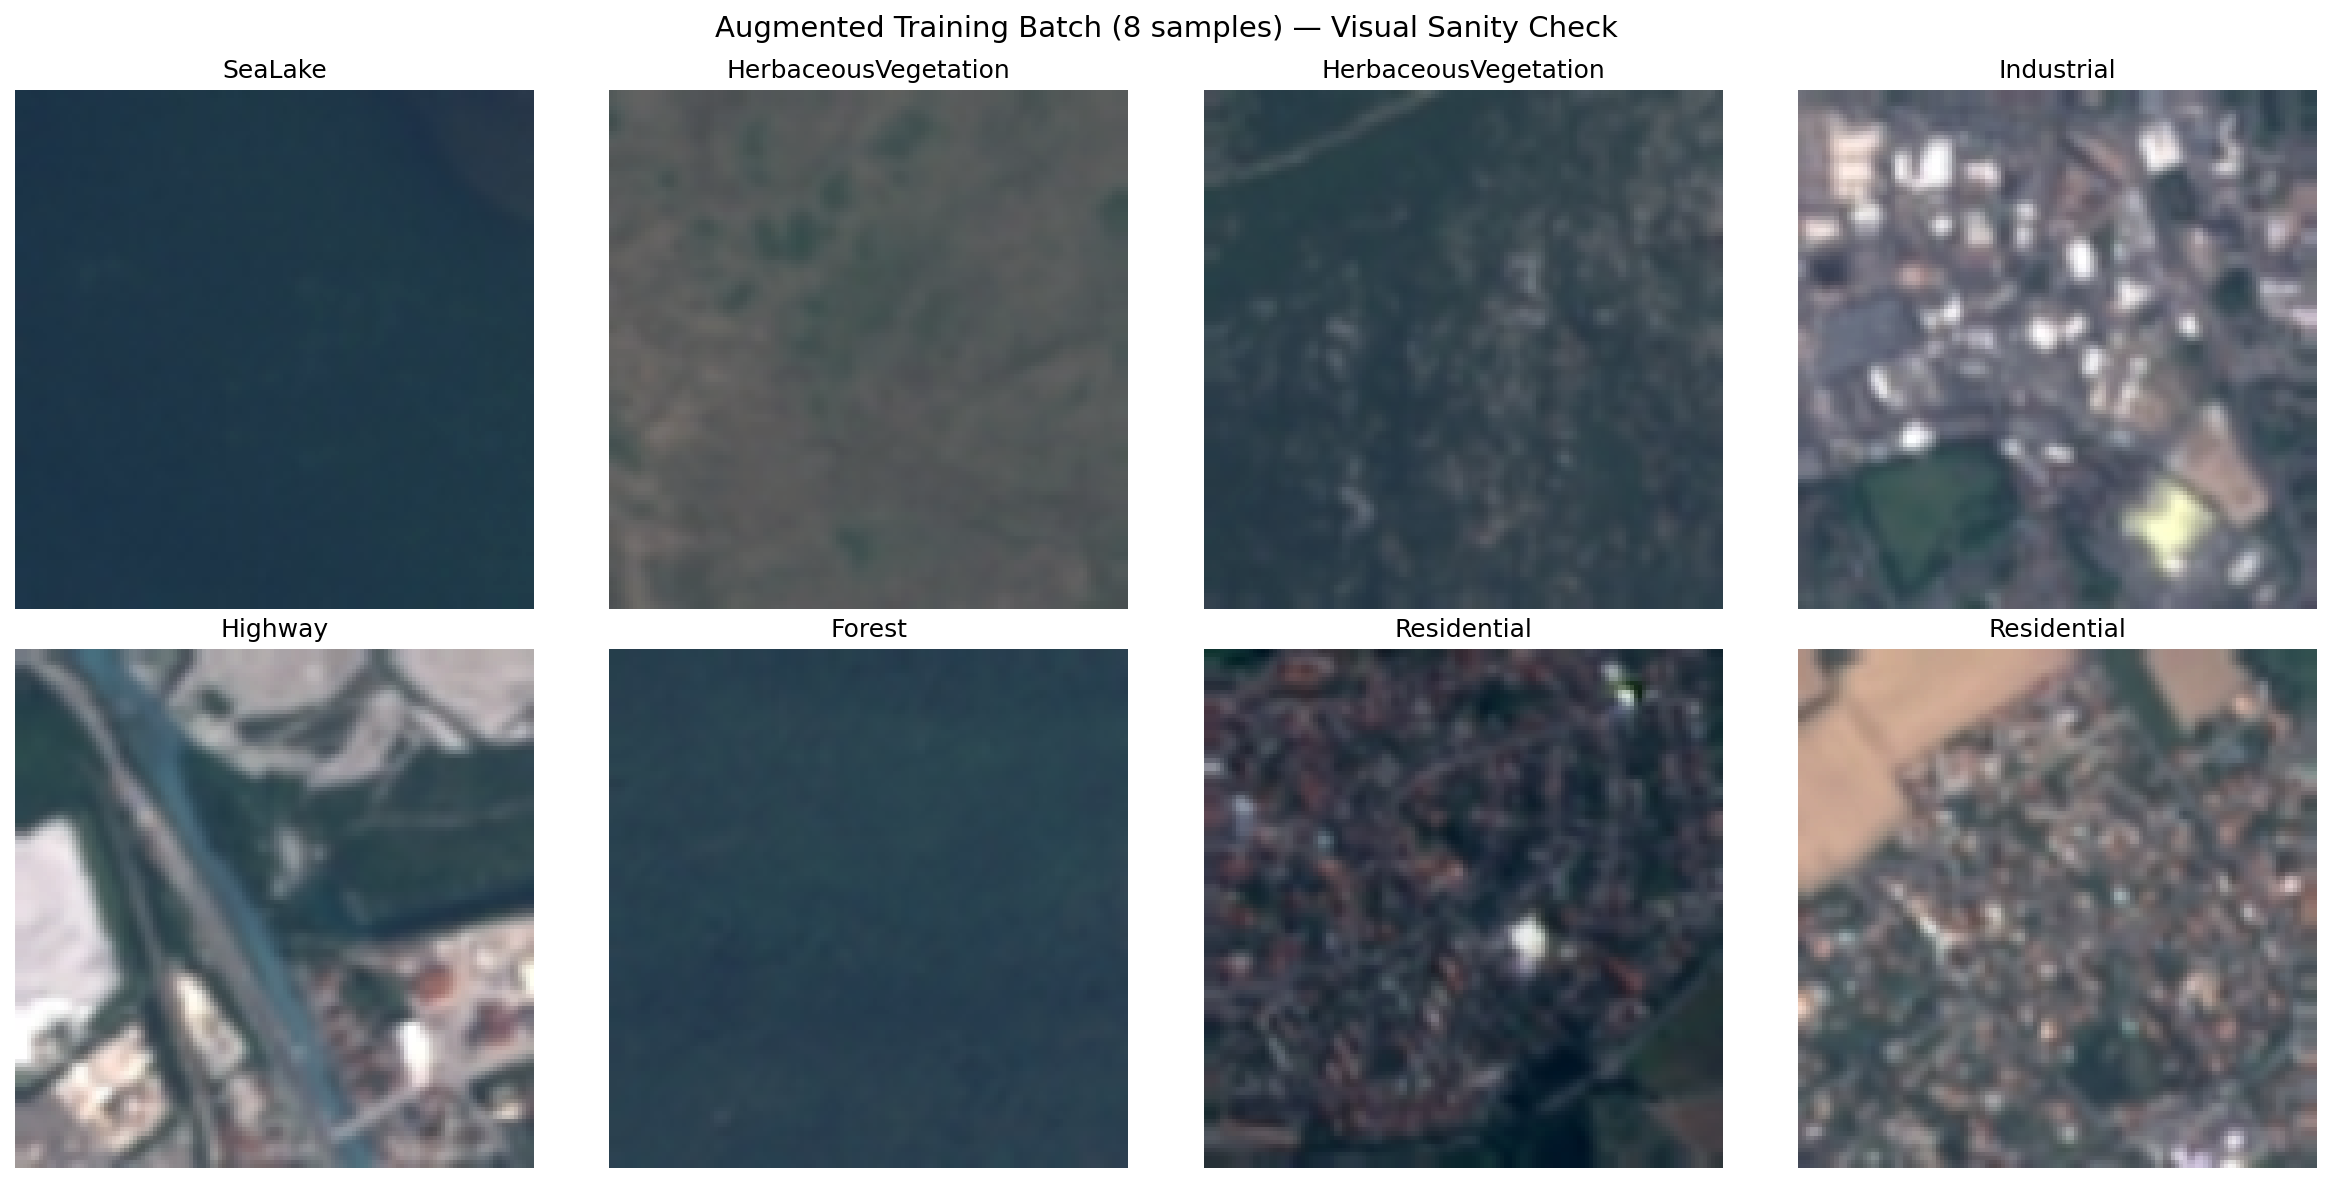 Augmented Training Batch (8 samples) — Visual Sanity Check
SeaLake
HerbaceousVegetation
HerbaceousVegetation
Industrial
Highway
Forest
Residential
Residential